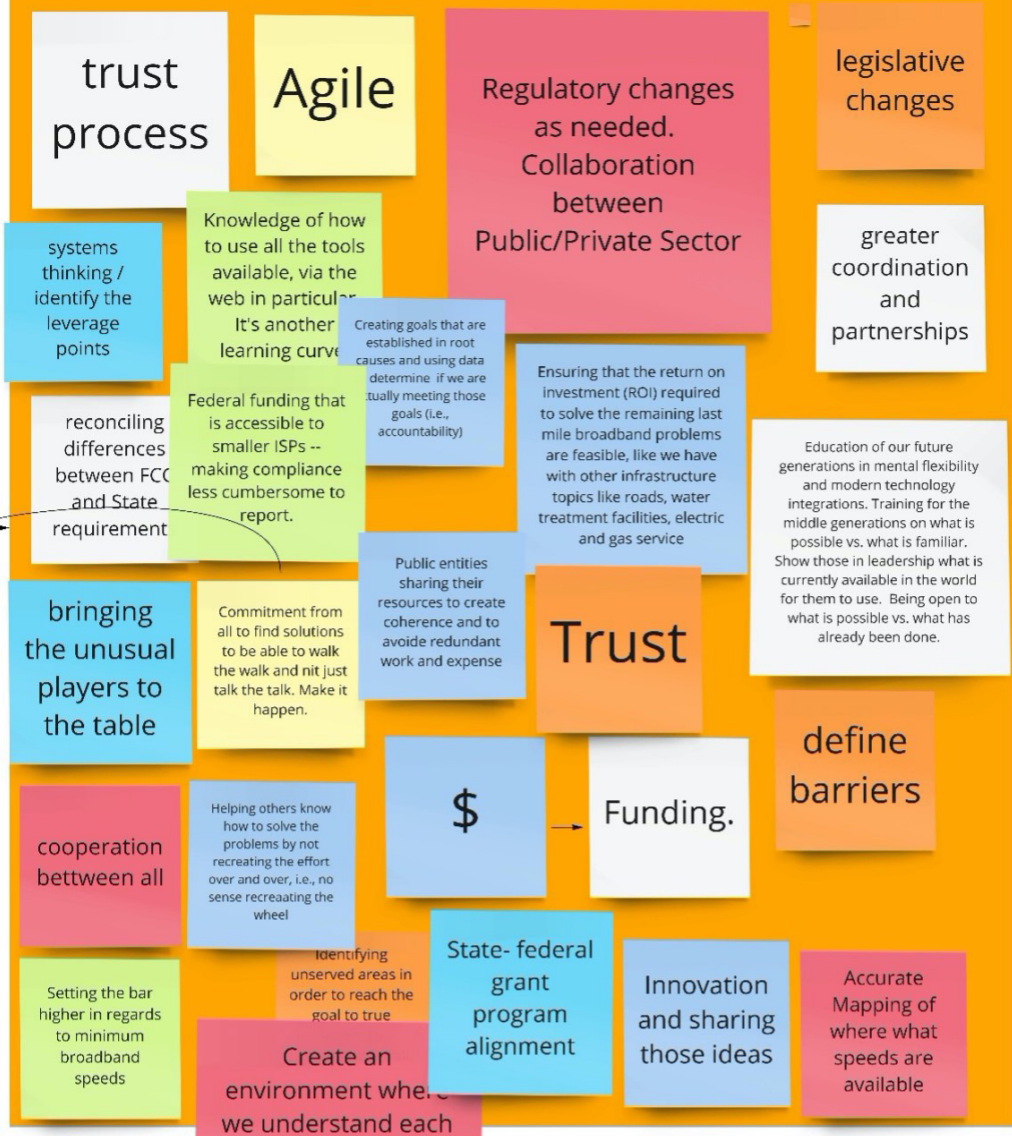 trust
process
Agile
Regulatory changes
as needed.
Collaboration
between
Public/Private Sector
legislative
changes
systems
thinking /
identify the
leverage
points
Knowledge of how
to use all the tools
available, via the
web in particular.
It's another
learning curve
Creating goals that are
established in root
causes and using data
determine if we are
ctually meeting those
goals (i.e.,
accountability)
greater
coordination
and
partnerships
reconciling
differences
between FCC
and State
requirement
Federal funding that
is accessible to
smaller ISPs --
making compliance
less cumbersome to
report.
Ensuring that the return on
investment (ROI) required
to solve the remaining last
mile broadband problems
are feasible, like we have
with other infrastructure
topics like roads, water
treatment facilities, electric
and gas service
Education of our future
generations in mental flexibility
and modern technology
integrations. Training for the
middle generations on what is
possible vs. what is familiar.
Show those in leadership what is
currently available in the world
for them to use. Being open to
what is possible vs. what has
already been done.
bringing
the unusual
players to
the table
Commitment from
all to find solutions
to be able to walk
the walk and nit just
talk the talk. Make it
happen.
Public entities
sharing their
resources to create
coherence and to
avoide redundant
work and expense
Trust
define
barriers
cooperation
bettween all
Helping others know
how to solve the
problems by not
recreating the effort
over and over, i.e., no
sense recreaating the
wheel
$
Funding.
Setting the bar
higher in regards
to minimum
broadband
speeds
Identifying
unserved areas in
order to reach the
goal to true
Create an
environment where
we understand each
State- federal
grant
program
alignment
Innovation
and sharing
those ideas
Accurate
Mapping of
where what
speeds are
available